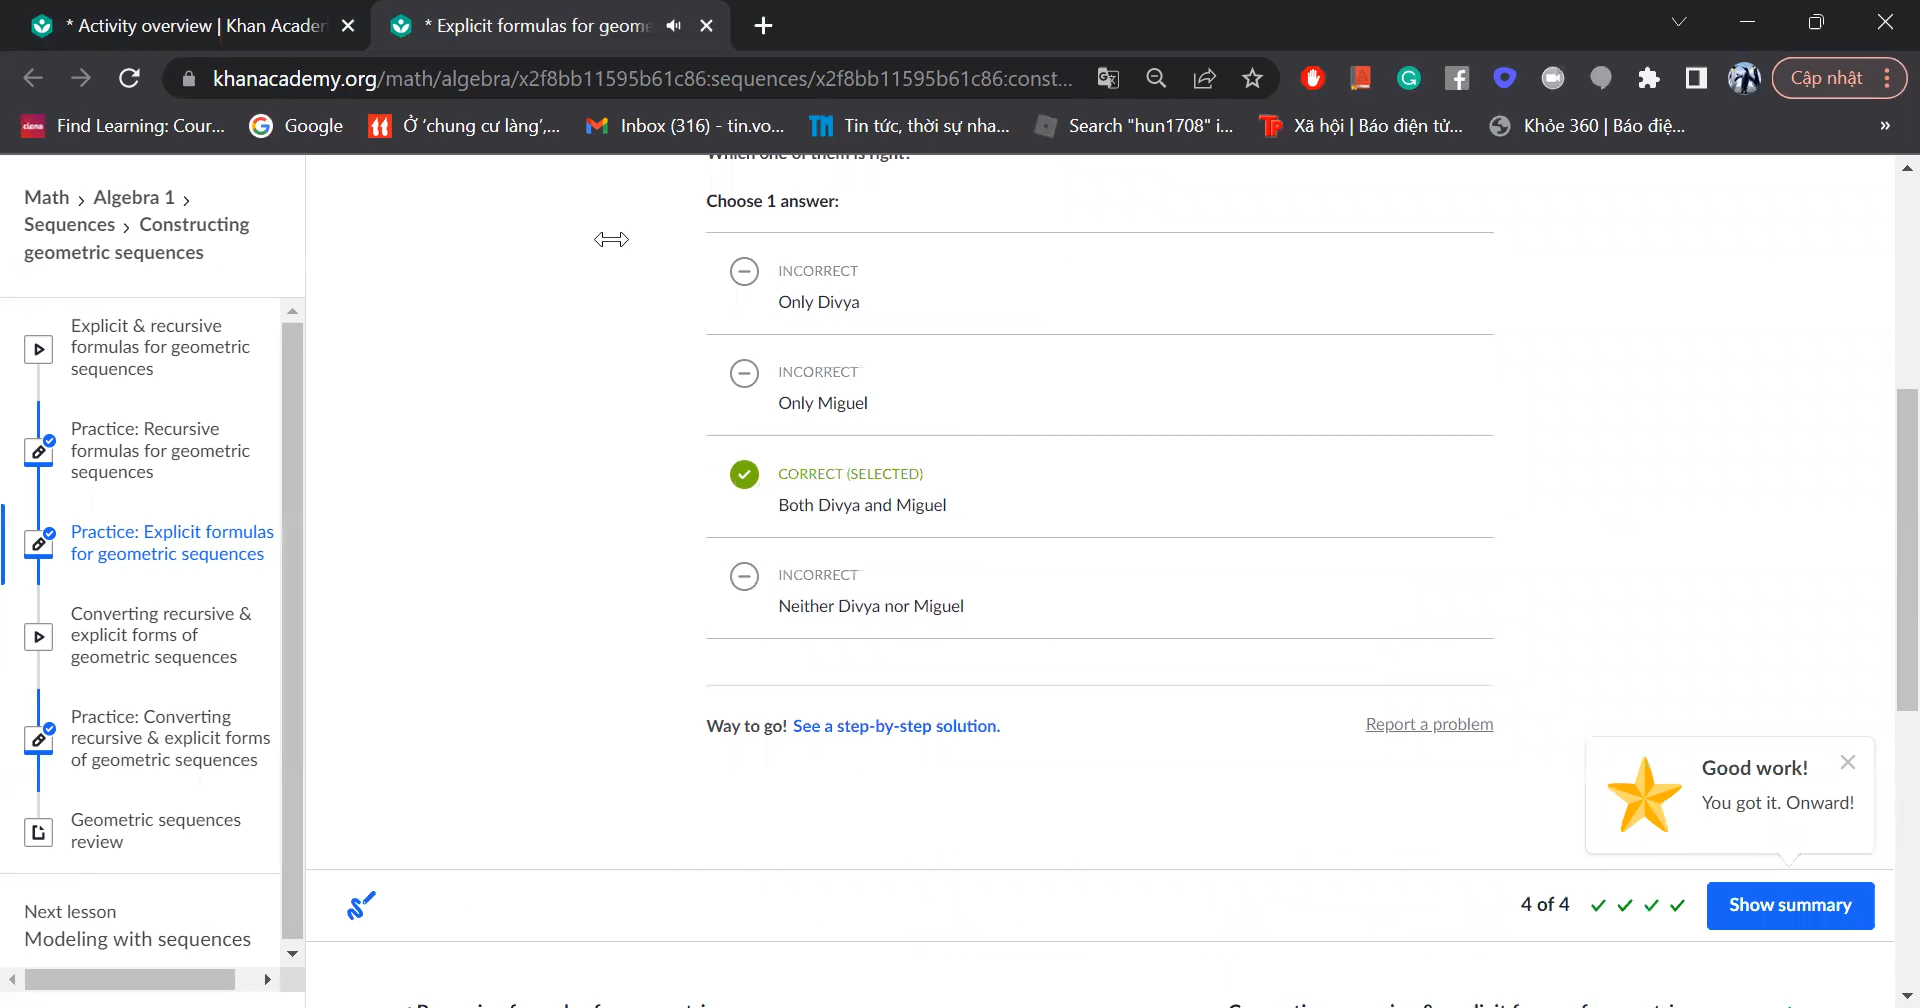 * Activity overview | Khan Acader
* Explicit formulas for geome
khanacademy.org/math/algebra/x2f8bb11595b61c86:sequences/x2f8bb11595b61c86:const...
Cập nhật
Find Learning: Cour...
Google
Ở 'chung cư làng',...
Inbox (316) - tin.vo...
Tin tức, thời sự nha...
Search "hun1708" i...
Xã hội | Báo điện tử...
Khỏe 360 | Báo điệ...
»
Math > Algebra 1 >
Sequences > Constructing
geometric sequences
Explicit & recursive
formulas for geometric
sequences
Practice: Recursive
formulas for geometric
sequences
Practice: Explicit formulas
for geometric sequences
Converting recursive &
explicit forms of
geometric sequences
Practice: Converting
recursive & explicit forms
of geometric sequences
Geometric sequences
review
Next lesson
Modeling with sequences
Which one of them is right?
Choose 1 answer:
INCORRECT
Only Divya
INCORRECT
Only Miguel
CORRECT (SELECTED)
Both Divya and Miguel
INCORRECT
Neither Divya nor Miguel
Way to go! See a step-by-step solution.
Report a problem
Good work!
You got it. Onward!
4 of 4
Show summary